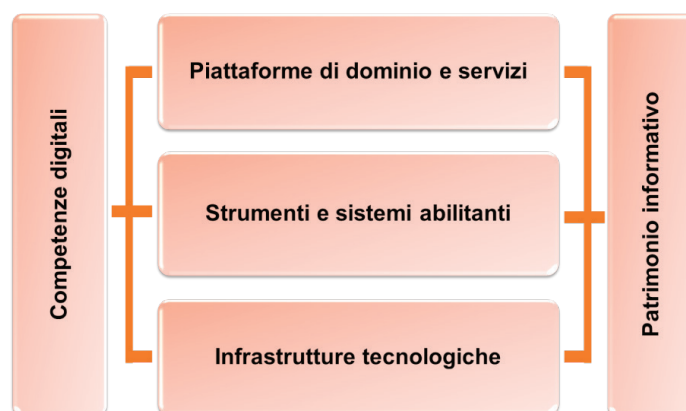 Competenze digitali
Piattaforme di dominio e servizi
Strumenti e sistemi abilitanti
Infrastrutture tecnologiche
Patrimonio informativo